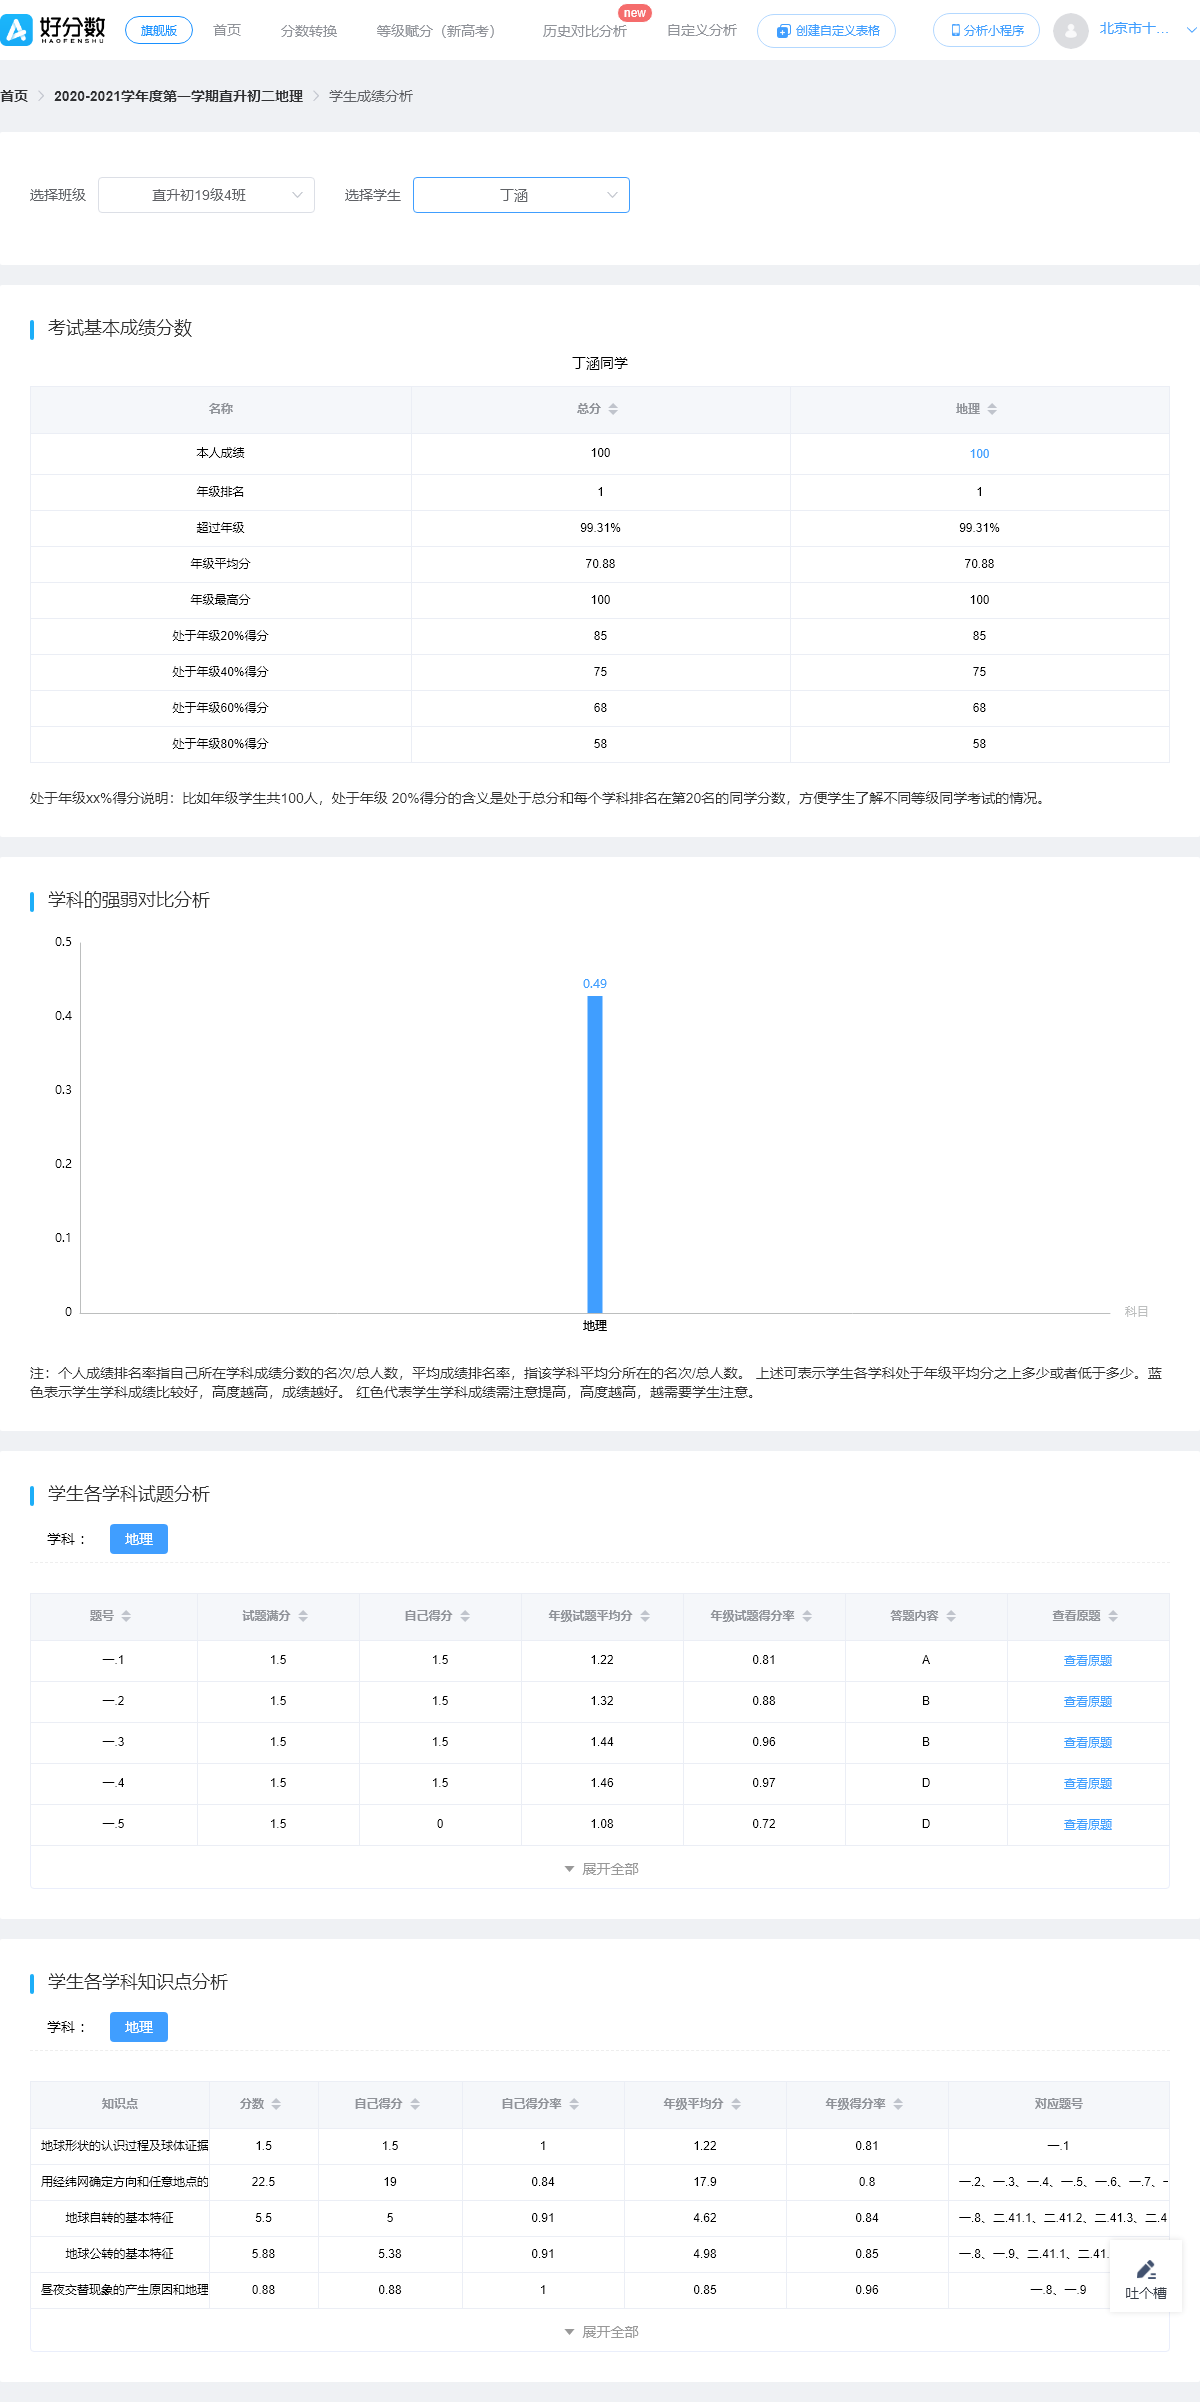 好分数
HAOFENSHU
旗舰版
首页
分数转换
等级赋分（新高考）
历史对比分析
new
自定义分析
创建自定义表格
分析小程序
北京市十...
首页 > 2020-2021学年度第一学期直升初二地理 > 学生成绩分析
选择班级 直升初19级4班 选择学生 丁涵
考试基本成绩分数
丁涵同学
名称 总分 地理
本人成绩 100 100
年级排名 1 1
超过年级 99.31% 99.31%
年级平均分 70.88 70.88
年级最高分 100 100
处于年级20%得分 85 85
处于年级40%得分 75 75
处于年级60%得分 68 68
处于年级80%得分 58 58
处于年级xx%得分说明：比如年级学生共100人，处于年级 20%得分的含义是处于总分和每个学科排名在第20名的同学分数，方便学生了解不同等级同学考试的情况。
学科的强弱对比分析
0.5
0.49
0.4
0.3
0.2
0.1
0
科目
地理
注：个人成绩排名率指自己所在学科成绩分数的名次/总人数，平均成绩排名率，指该学科平均分所在的名次/总人数。 上述可表示学生各学科处于年级平均分之上多少或者低于多少。蓝
色表示学生学科成绩比较好，高度越高，成绩越好。 红色代表学生学科成绩需注意提高，高度越高，越需要学生注意。
学生各学科试题分析
学科： 地理
题号 试题满分 自己得分 年级试题平均分 年级试题得分率 答题内容 查看原题
一.1 1.5 1.5 1.22 0.81 A 查看原题
一.2 1.5 1.5 1.32 0.88 B 查看原题
一.3 1.5 1.5 1.44 0.96 B 查看原题
一.4 1.5 1.5 1.46 0.97 D 查看原题
一.5 1.5 0 1.08 0.72 D 查看原题
展开全部
学生各学科知识点分析
学科： 地理
知识点 分数 自己得分 自己得分率 年级平均分 年级得分率 对应题号
地球形状的认识过程及球体证据 1.5 1.5 1 1.22 0.81 一.1
用经纬网确定方向和任意地点的 22.5 19 0.84 17.9 0.8 一.2、一.3、一.4、一.5、一.6、一.7、一
地球自转的基本特征 5.5 5 0.91 4.62 0.84 一.8、二.41.1、二.41.2、二.41.3、二.4
地球公转的基本特征 5.88 5.38 0.91 4.98 0.85 一.8、一.9、二.41.1、二.41.
昼夜交替现象的产生原因和地理 0.88 0.88 1 0.85 0.96 一.8、一.9
吐个槽
展开全部